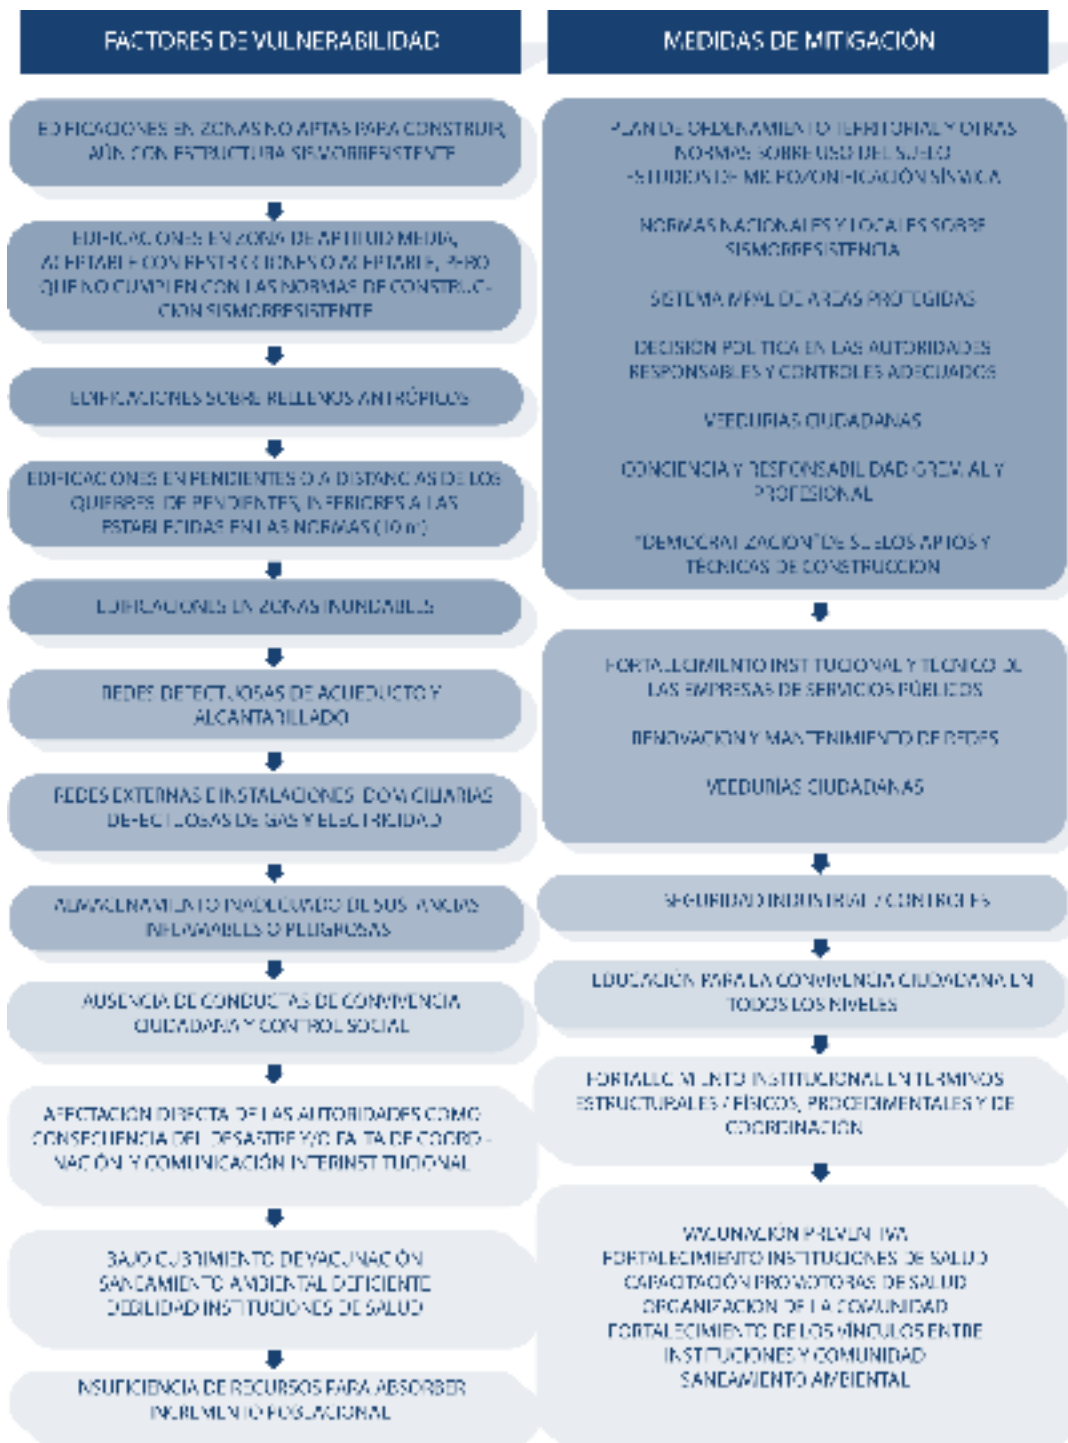 FACTORES DE VULNERABILIDAD
EDIFICACIONES EN ZONAS NO APTAS PARA CONSTRUIR,
AÚN CON ESTRUCTURA SISMORRESISTENTE
EDIFICACIONES EN ZONA DE APTITUD MEDIA,
ACEPTABLE CON RESTRICCIONES O ACEPTABLE, PERO
QUE NO CUMPLEN CON LAS NORMAS DE CONSTRUC-
CION SISMORRESISTENTE
EDIFICACIONES SOBRE RELLENOS ANTRÓPICOS
EDIFICACIONES EN PENDIENTES O A DISTANCIAS DE LOS
QUIEBRES DE PENDIENTES, INFERIORES A LAS
ESTABLECIDAS EN LAS NORMAS (10 m)
EDIFICACIONES EN ZONAS INUNDABLES
REDES DEFECTUOSAS DE ACUEDUCTO Y
ALCANTARILLADO
REDES EXTERNAS E INSTALACIONES DOMICILIARIAS
DEFECTUOSAS DE GAS Y ELECTRICIDAD
ALMACENAMIENTO INADECUADO DE SUSTANCIAS
INFLAMABLES O PELIGROSAS
AUSENCIA DE CONDUCTAS DE CONVIVENCIA
CIUDADANA Y CONTROL SOCIAL
AFECTACION DIRECTA DE LAS AUTORIDADES COMO
CONSECUENCIA DEL DESASTRE Y/O FALTA DE COORDI-
NACIÓN Y COMUNICACIÓN INTERINSTITUCIONAL
BAJO CUBRIMIENTO DE VACUNACIÓN
SANEAMIENTO AMBIENTAL DEFICIENTE
DEBILIDAD INSTITUCIONES DE SALUD
INSUFICIENCIA DE RECURSOS PARA ABSORBER
INCREMENTO POBLACIONAL
MEDIDAS DE MITIGACIÓN
PLAN DE ORDENAMIENTO TERRITORIAL Y OTRAS
NORMAS SOBRE USO DEL SUELO
ESTUDIOS DE MICROZONIFICACIÓN SÍSMICA
NORMAS NACIONALES Y LOCALES SOBRE
SISMORRESISTENCIA
SISTEMA MPAL DE AREAS PROTEGIDAS
DECISIÓN POLITICA EN LAS AUTORIDADES
RESPONSABLES Y CONTROLES ADECUADOS
VEEDURIAS CIUDADANAS
CONCIENCIA Y RESPONSABILIDAD GREMIAL Y
PROFESIONAL
"DEMOCRATIZACION" DE SUELOS APTOS Y
TÉCNICAS DE CONSTRUCCION
FORTALECIMIENTO INSTITUCIONAL Y TECNICO DE
LAS EMPRESAS DE SERVICIOS PÚBLICOS
RENOVACION Y MANTENIMIENTO DE REDES
VEEDURIAS CIUDADANAS
SEGURIDAD INDUSTRIAL / CONTROLES
EDUCACIÓN PARA LA CONVIVENCIA CIUDADANA EN
TODOS LOS NIVELES
FORTALECIMIENTO INSTITUCIONAL EN TERMINOS
ESTRUCTURALES / FÍSICOS, PROCEDIMENTALES Y DE
COORDINACIÓN
VACUNACIÓN PREVENTIVA
FORTALECIMIENTO INSTITUCIONES DE SALUD
CAPACITACIÓN PROMOTORAS DE SALUD
ORGANIZACION DE LA COMUNIDAD
FORTALECIMIENTO DE LOS VÍNCULOS ENTRE
INSTITUCIONES Y COMUNIDAD
SANEAMIENTO AMBIENTAL